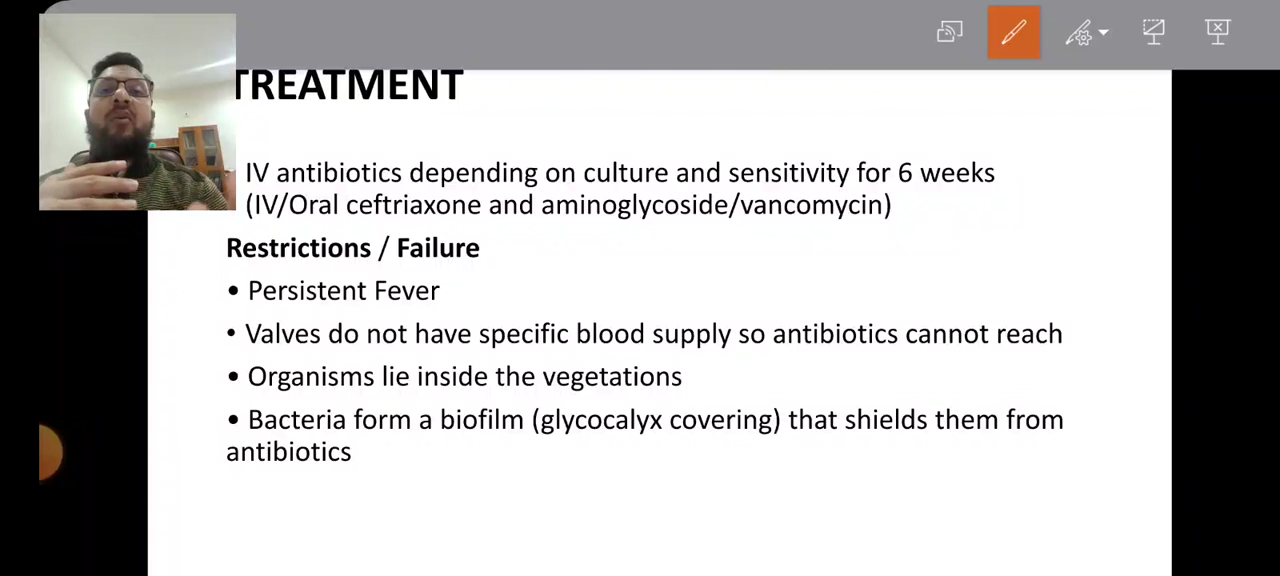 TREATMENT
IV antibiotics depending on culture and sensitivity for 6 weeks
(IV/Oral ceftriaxone and aminoglycoside/vancomycin)
Restrictions / Failure
• Persistent Fever
• Valves do not have specific blood supply so antibiotics cannot reach
• Organisms lie inside the vegetations
• Bacteria form a biofilm (glycocalyx covering) that shields them from
antibiotics